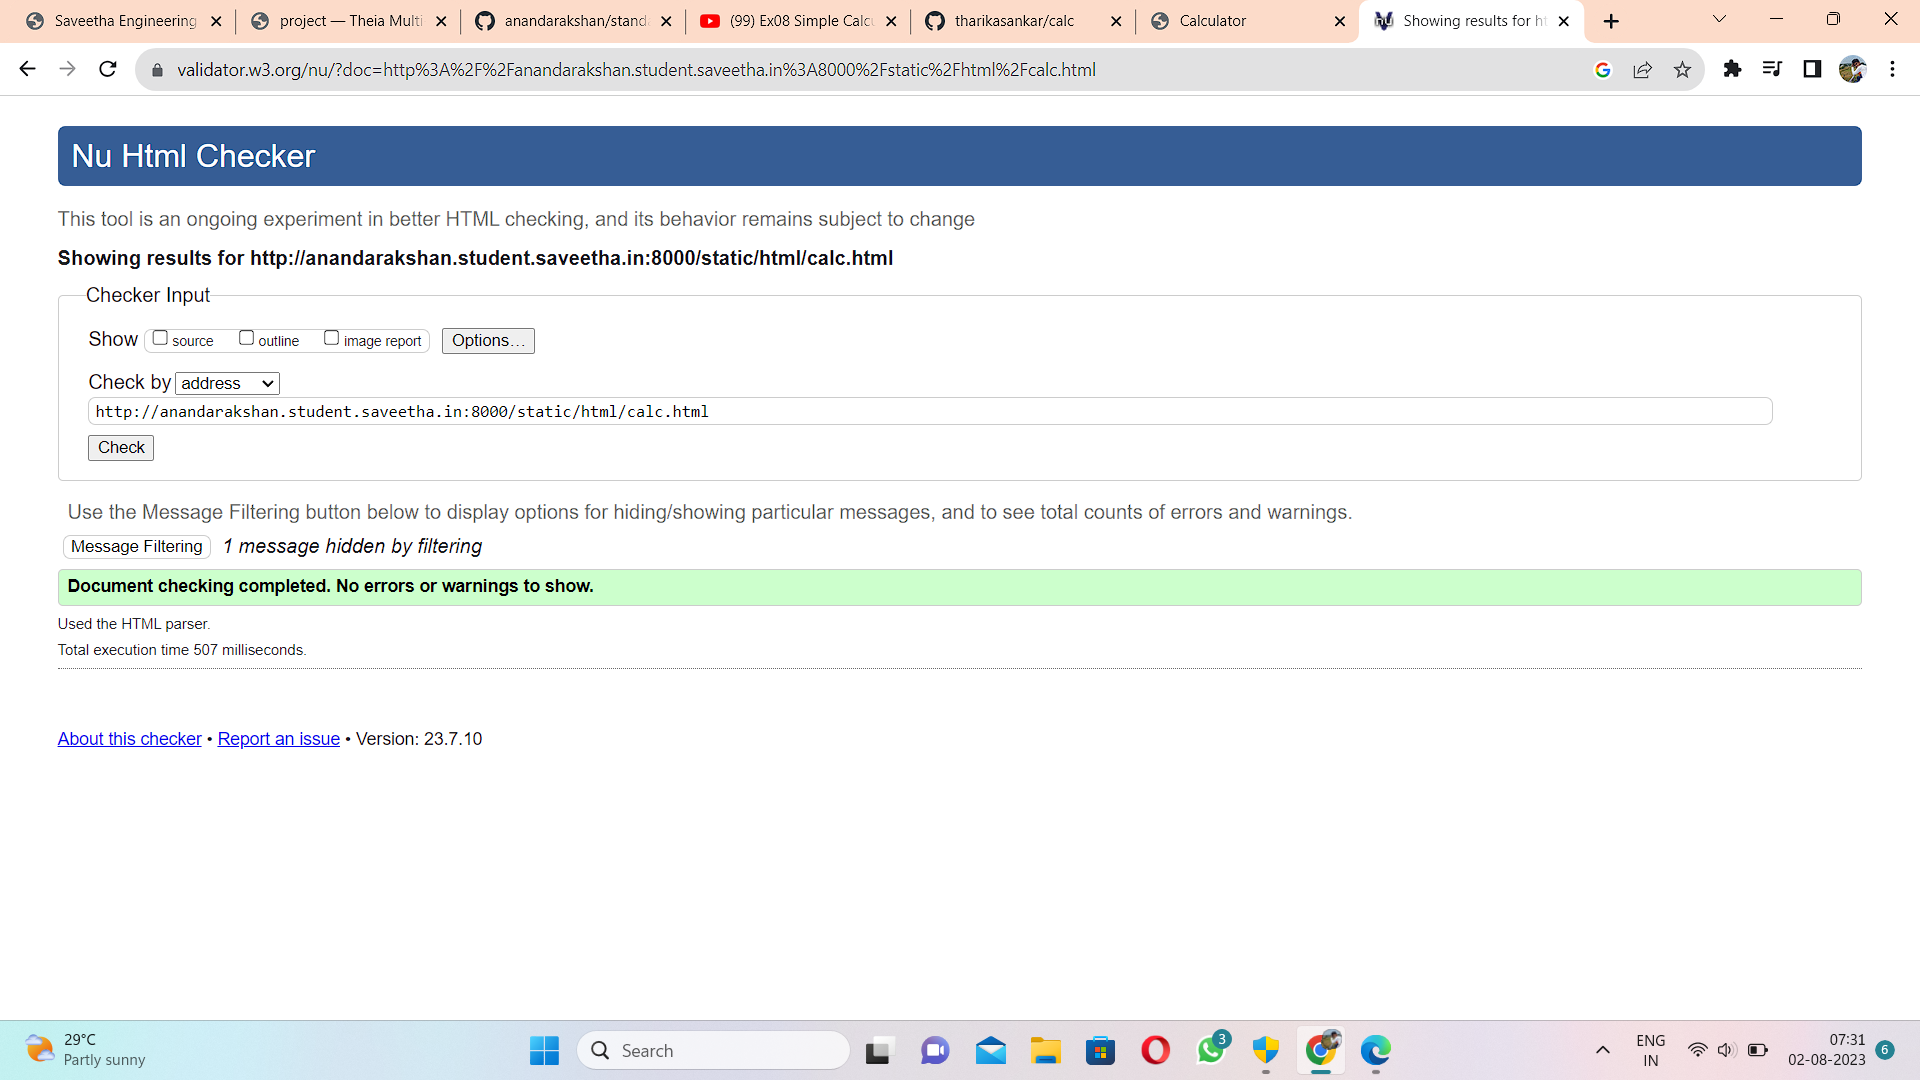 Saveetha Engineering
project — Theia Multi
anandarakshan/stand
(99) Ex08 Simple Calcu
tharikasankar/calc
Calculator
Showing results for ht
validator.w3.org/nu/?doc=http%3A%2F%2Fanandarakshan.student.saveetha.in%3A8000%2Fstatic%2Fhtml%2Fcalc.html
Nu Html Checker
This tool is an ongoing experiment in better HTML checking, and its behavior remains subject to change
Showing results for http://anandarakshan.student.saveetha.in:8000/static/html/calc.html
Checker Input
Show source outline image report Options...
Check by address
http://anandarakshan.student.saveetha.in:8000/static/html/calc.html
Check
Use the Message Filtering button below to display options for hiding/showing particular messages, and to see total counts of errors and warnings.
Message Filtering 1 message hidden by filtering
Document checking completed. No errors or warnings to show.
Used the HTML parser.
Total execution time 507 milliseconds.
About this checker • Report an issue • Version: 23.7.10
29°C
Partly sunny
Search
3
ENG
IN
07:31
02-08-2023
6